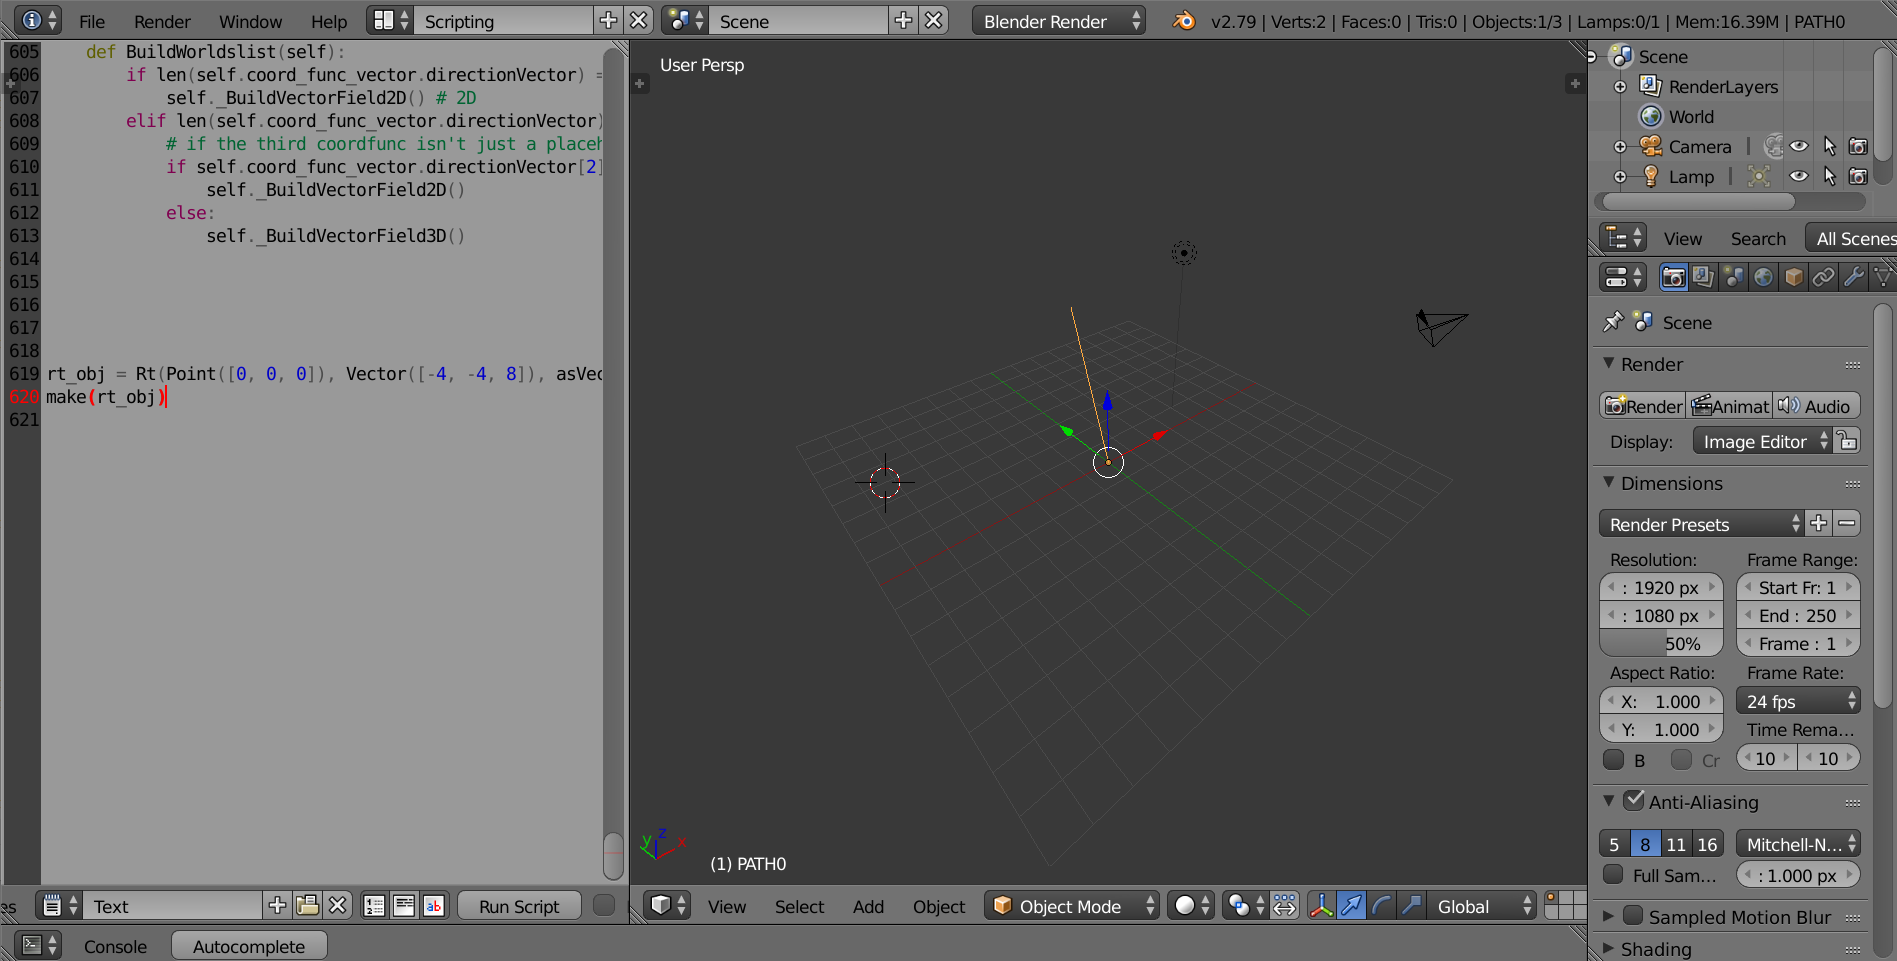 File Render Window Help Scripting Scene Blender Render v2.79 | Verts:2 | Faces:0 | Tris:0 | Objects:1/3 | Lamps:0/1 | Mem:16.39M | PATH0
605 def BuildWorldslist(self):
606 if len(self.coord_func_vector.directionVector) =
607 self._BuildVectorField2D() # 2D
608 elif len(self.coord_func_vector.directionVector)
609 # if the third coordfunc isn't just a placeh
610 if self.coord_func_vector.directionVector[2]
611 self._BuildVectorField2D()
612 else:
613 self._BuildVectorField3D()
614
615
616
617
618
619 rt_obj = Rt(Point([0, 0, 0]), Vector([-4, -4, 8]), asVec
620 make(rt_obj)
621
Text Run Script
Console Autocomplete
User Persp
y z x
(1) PATH0
View Select Add Object Object Mode Global
Scene
RenderLayers
World
Camera
Lamp
View Search All Scenes
Scene
Render
Render Animat Audio
Display: Image Editor
Dimensions
Render Presets
Resolution: Frame Range:
: 1920 px Start Fr: 1
: 1080 px End : 250
50% Frame : 1
Aspect Ratio: Frame Rate:
X: 1.000 24 fps
Y: 1.000 Time Rema...
B Cr 10 10
Anti-Aliasing
5 8 11 16 Mitchell-N...
Full Sam... : 1.000 px
Sampled Motion Blur
Shading